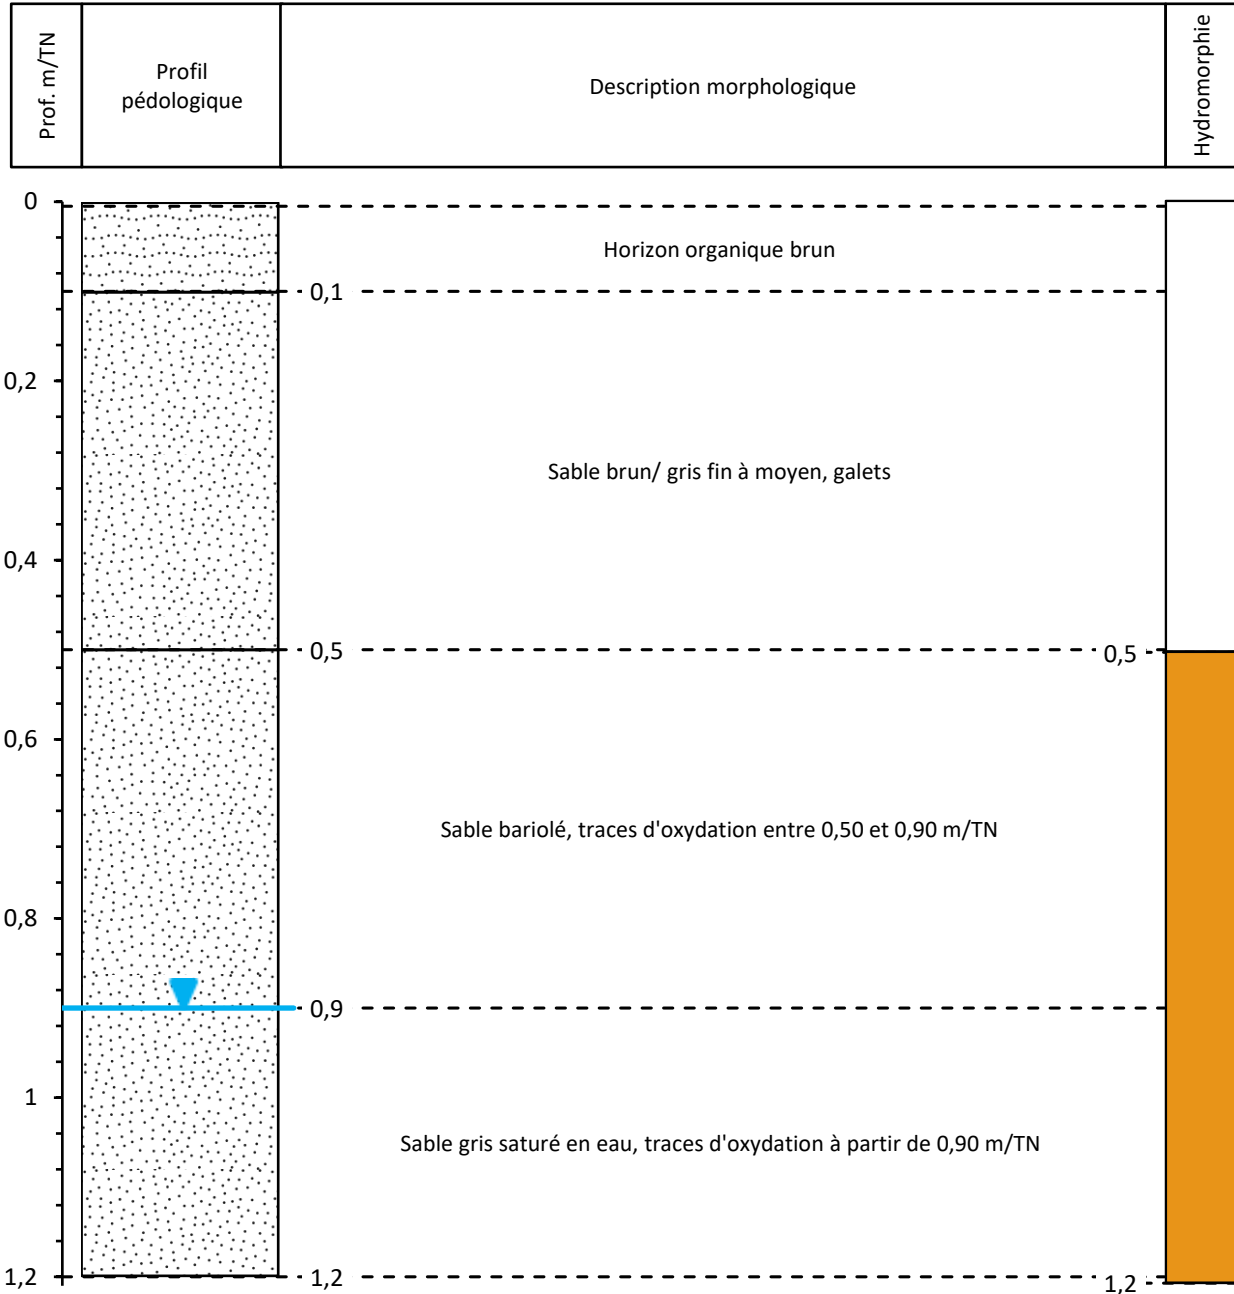 Prof. m/TN
Profil
pédologique
Description morphologique
Hydromorphie
0
Horizon organique brun
0,1
0,2
Sable brun/ gris fin à moyen, galets
0,4
0,5
0,5
0,6
Sable bariolé, traces d'oxydation entre 0,50 et 0,90 m/TN
0,8
0,9
1
Sable gris saturé en eau, traces d'oxydation à partir de 0,90 m/TN
1,2
1,2
1,2